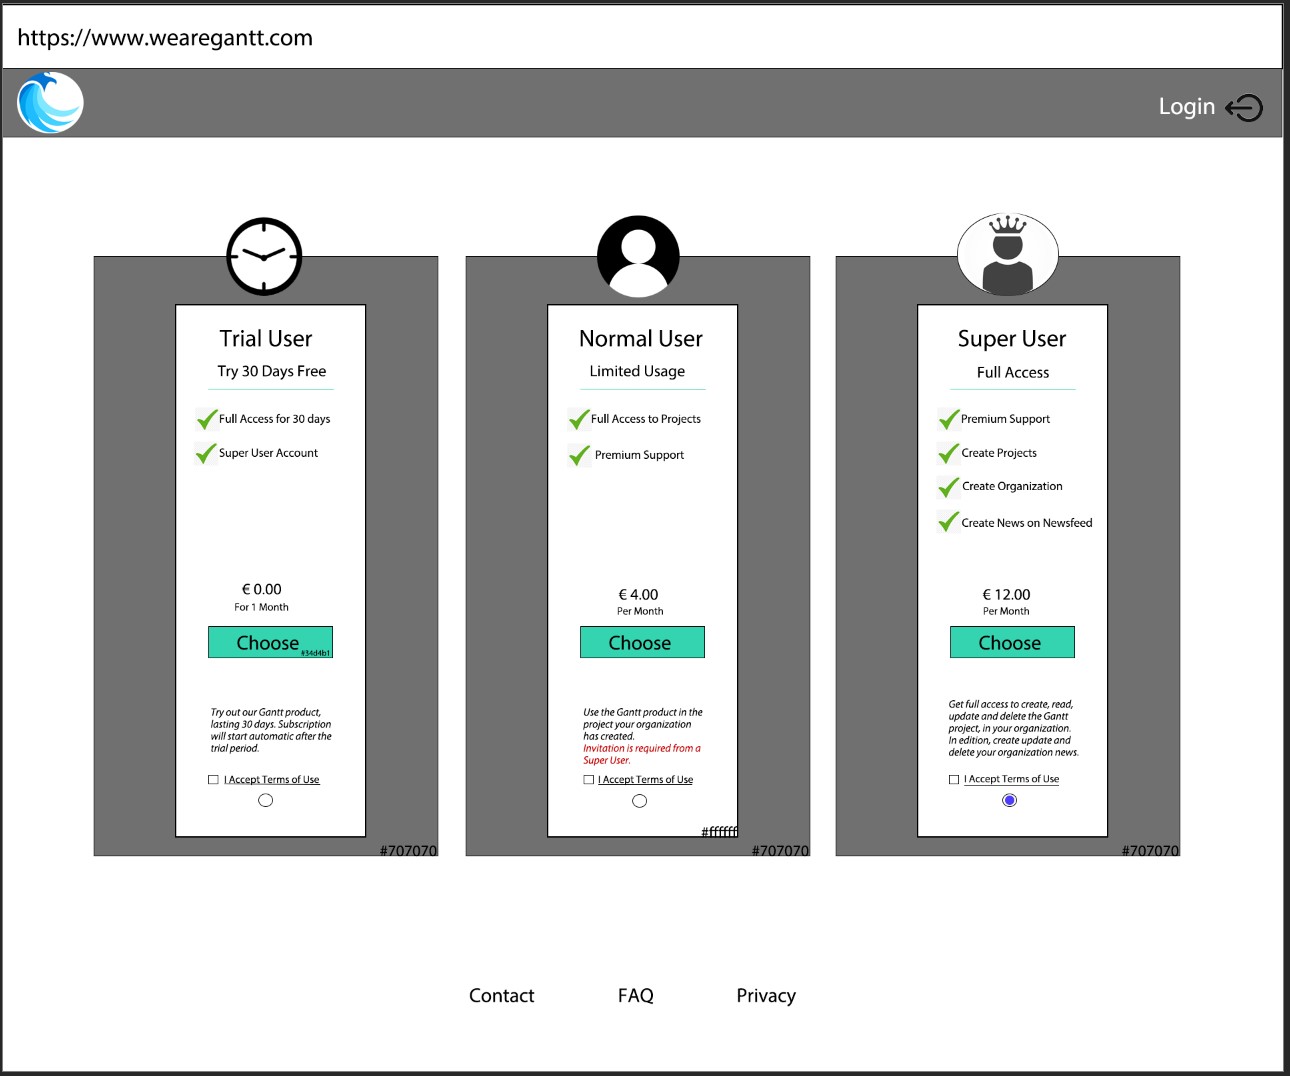 https://www.wearegantt.com
Login
Trial User
Try 30 Days Free
Full Access for 30 days
Super User Account
€ 0.00
For 1 Month
Choose
#34d4b1
Try out our Gantt product,
lasting 30 days. Subscription
will start automatic after the
trial period.
I Accept Terms of Use
#707070
Normal User
Limited Usage
Full Access to Projects
Premium Support
€ 4.00
Per Month
Choose
Use the Gantt product in the
project your organization
has created.
Invitation is required from a
Super User.
I Accept Terms of Use
#ffffff
#707070
Super User
Full Access
Premium Support
Create Projects
Create Organization
Create News on Newsfeed
€ 12.00
Per Month
Choose
Get full access to create, read,
update and delete the Gantt
project, in your organization.
In edition, create update and
delete your organization news.
I Accept Terms of Use
#707070
Contact
FAQ
Privacy